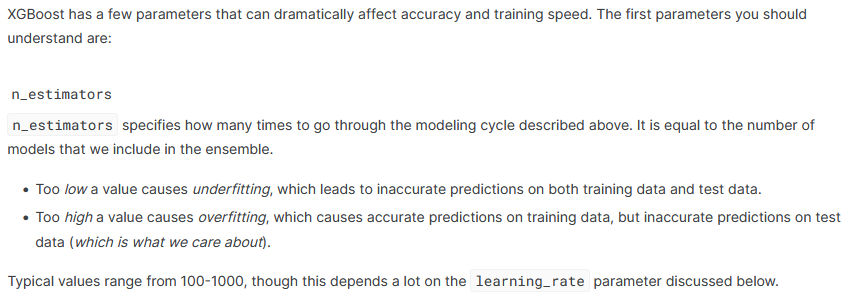 XGBoost has a few parameters that can dramatically affect accuracy and training speed. The first parameters you should
understand are:
n_estimators
n_estimators specifies how many times to go through the modeling cycle described above. It is equal to the number of
models that we include in the ensemble.
• Too low a value causes underfitting, which leads to inaccurate predictions on both training data and test data.
• Too high a value causes overfitting, which causes accurate predictions on training data, but inaccurate predictions on test
data (which is what we care about).
Typical values range from 100-1000, though this depends a lot on the learning_rate parameter discussed below.